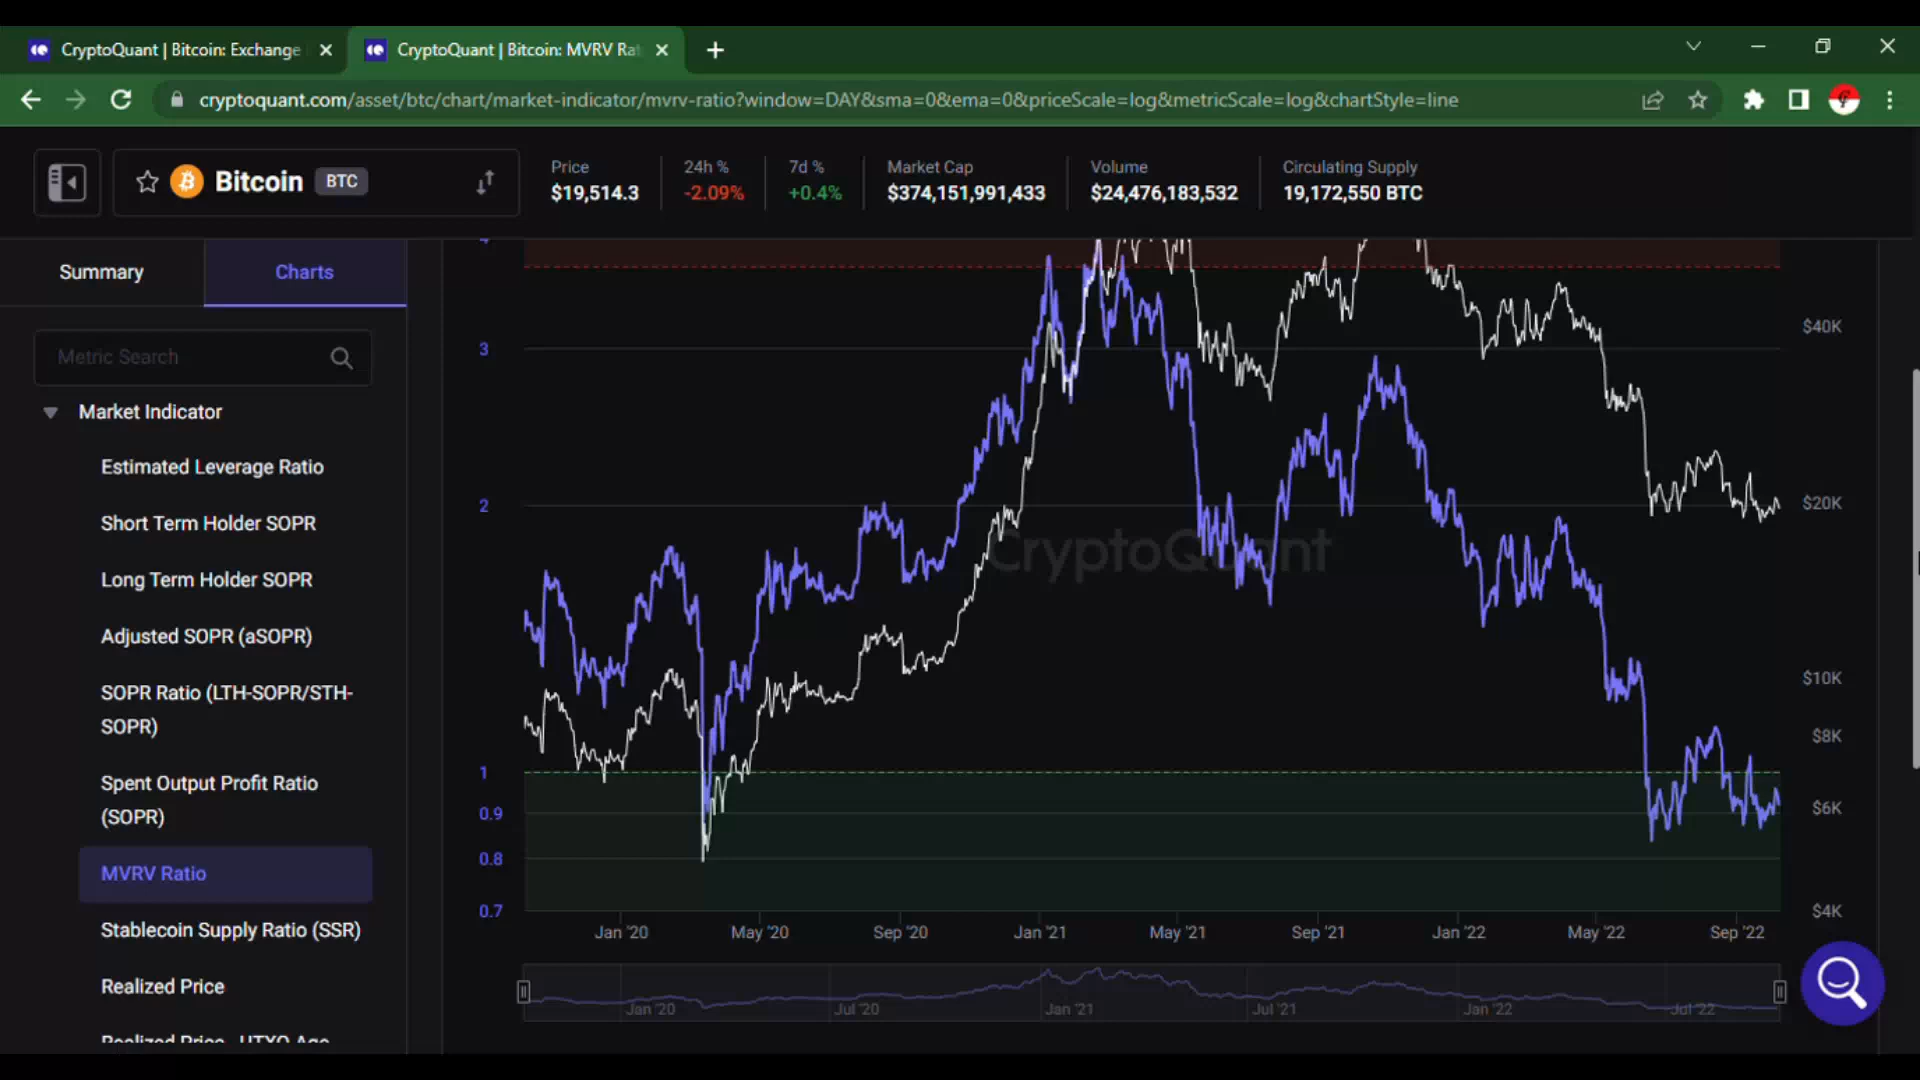 CryptoQuant | Bitcoin: Exchange
CryptoQuant | Bitcoin: MVRV Rat
cryptoquant.com/asset/btc/chart/market-indicator/mvrv-ratio?window=DAY&sma=0&ema=0&priceScale=log&metricScale=log&chartStyle=line
Bitcoin BTC
Price 24h % 7d % Market Cap Volume Circulating Supply
$19,514.3 -2.09% +0.4% $374,151,991,433 $24,476,183,532 19,172,550 BTC
Summary Charts
Metric Search
Market Indicator
Estimated Leverage Ratio
Short Term Holder SOPR
Long Term Holder SOPR
Adjusted SOPR (aSOPR)
SOPR Ratio (LTH-SOPR/STH-
SOPR)
Spent Output Profit Ratio
(SOPR)
MVRV Ratio
Stablecoin Supply Ratio (SSR)
Realized Price
Realized Price - UTXO Age
4
3
2
1
0.9
0.8
0.7
CryptoQuant
$40K
$20K
$10K
$8K
$6K
$4K
Jan '20 May '20 Sep '20 Jan '21 May '21 Sep '21 Jan '22 May '22 Sep '22
Jan '20 Jul '20 Jan '21 Jul '21 Jan '22 Jul '22